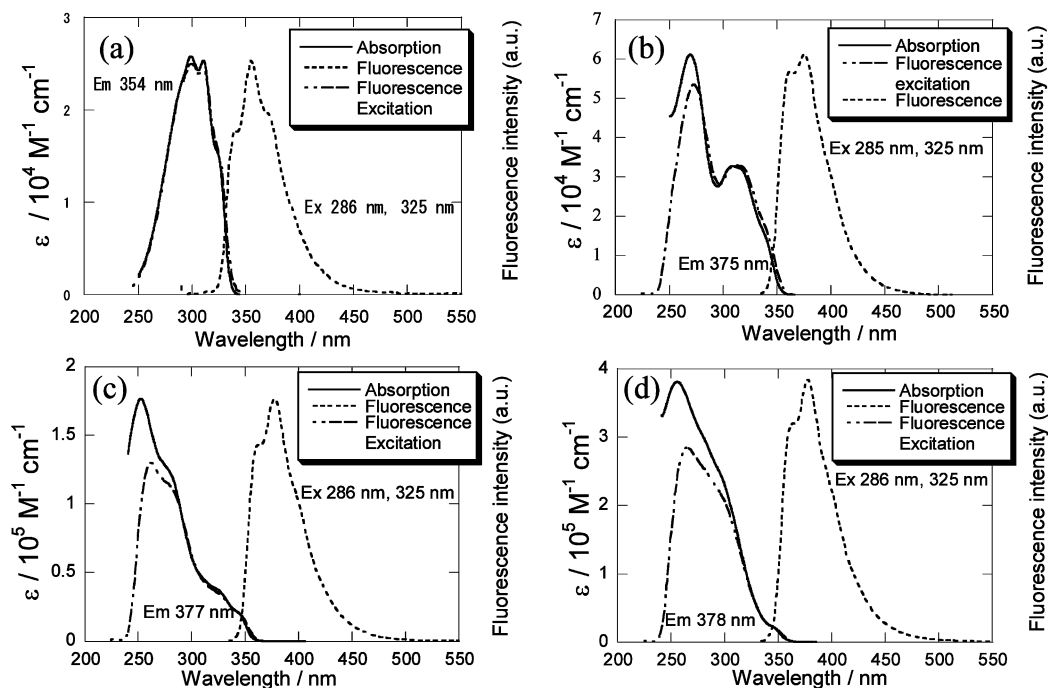 (a)
Absorption
Fluorescence
Fluorescence
Excitation
Em 354 nm
Ex 286 nm, 325 nm
ε / 10⁴ M⁻¹ cm⁻¹
Fluorescence intensity (a.u.)
3
2
1
0
200 250 300 350 400 450 500 550
Wavelength / nm
(b)
Absorption
Fluorescence
excitation
Fluorescence
Ex 285 nm, 325 nm
Em 375 nm
ε / 10⁴ M⁻¹ cm⁻¹
Fluorescence intensity (a.u.)
7
6
5
4
3
2
1
0
200 250 300 350 400 450 500 550
Wavelength / nm
(c)
Absorption
Fluorescence
Fluorescence
Excitation
Ex 286 nm, 325 nm
Em 377 nm
ε / 10⁵ M⁻¹ cm⁻¹
Fluorescence intensity (a.u.)
2
1.5
1
0.5
0
200 250 300 350 400 450 500 550
Wavelength / nm
(d)
Absorption
Fluorescence
Fluorescence
Excitation
Ex 286 nm, 325 nm
Em 378 nm
ε / 10⁵ M⁻¹ cm⁻¹
Fluorescence intensity (a.u.)
4
3
2
1
0
200 250 300 350 400 450 500 550
Wavelength / nm